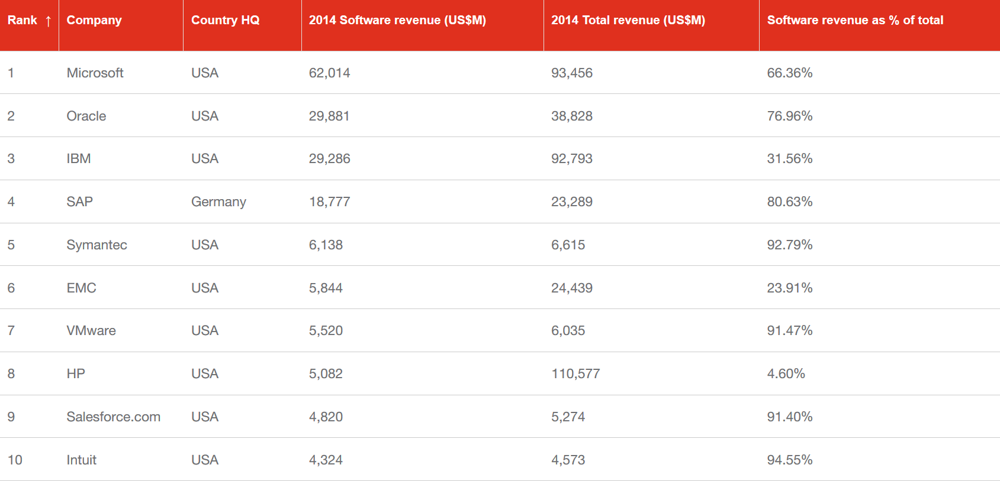 Rank ↑ Company Country HQ 2014 Software revenue (US$M) 2014 Total revenue (US$M) Software revenue as % of total
1 Microsoft USA 62,014 93,456 66.36%
2 Oracle USA 29,881 38,828 76.96%
3 IBM USA 29,286 92,793 31.56%
4 SAP Germany 18,777 23,289 80.63%
5 Symantec USA 6,138 6,615 92.79%
6 EMC USA 5,844 24,439 23.91%
7 VMware USA 5,520 6,035 91.47%
8 HP USA 5,082 110,577 4.60%
9 Salesforce.com USA 4,820 5,274 91.40%
10 Intuit USA 4,324 4,573 94.55%